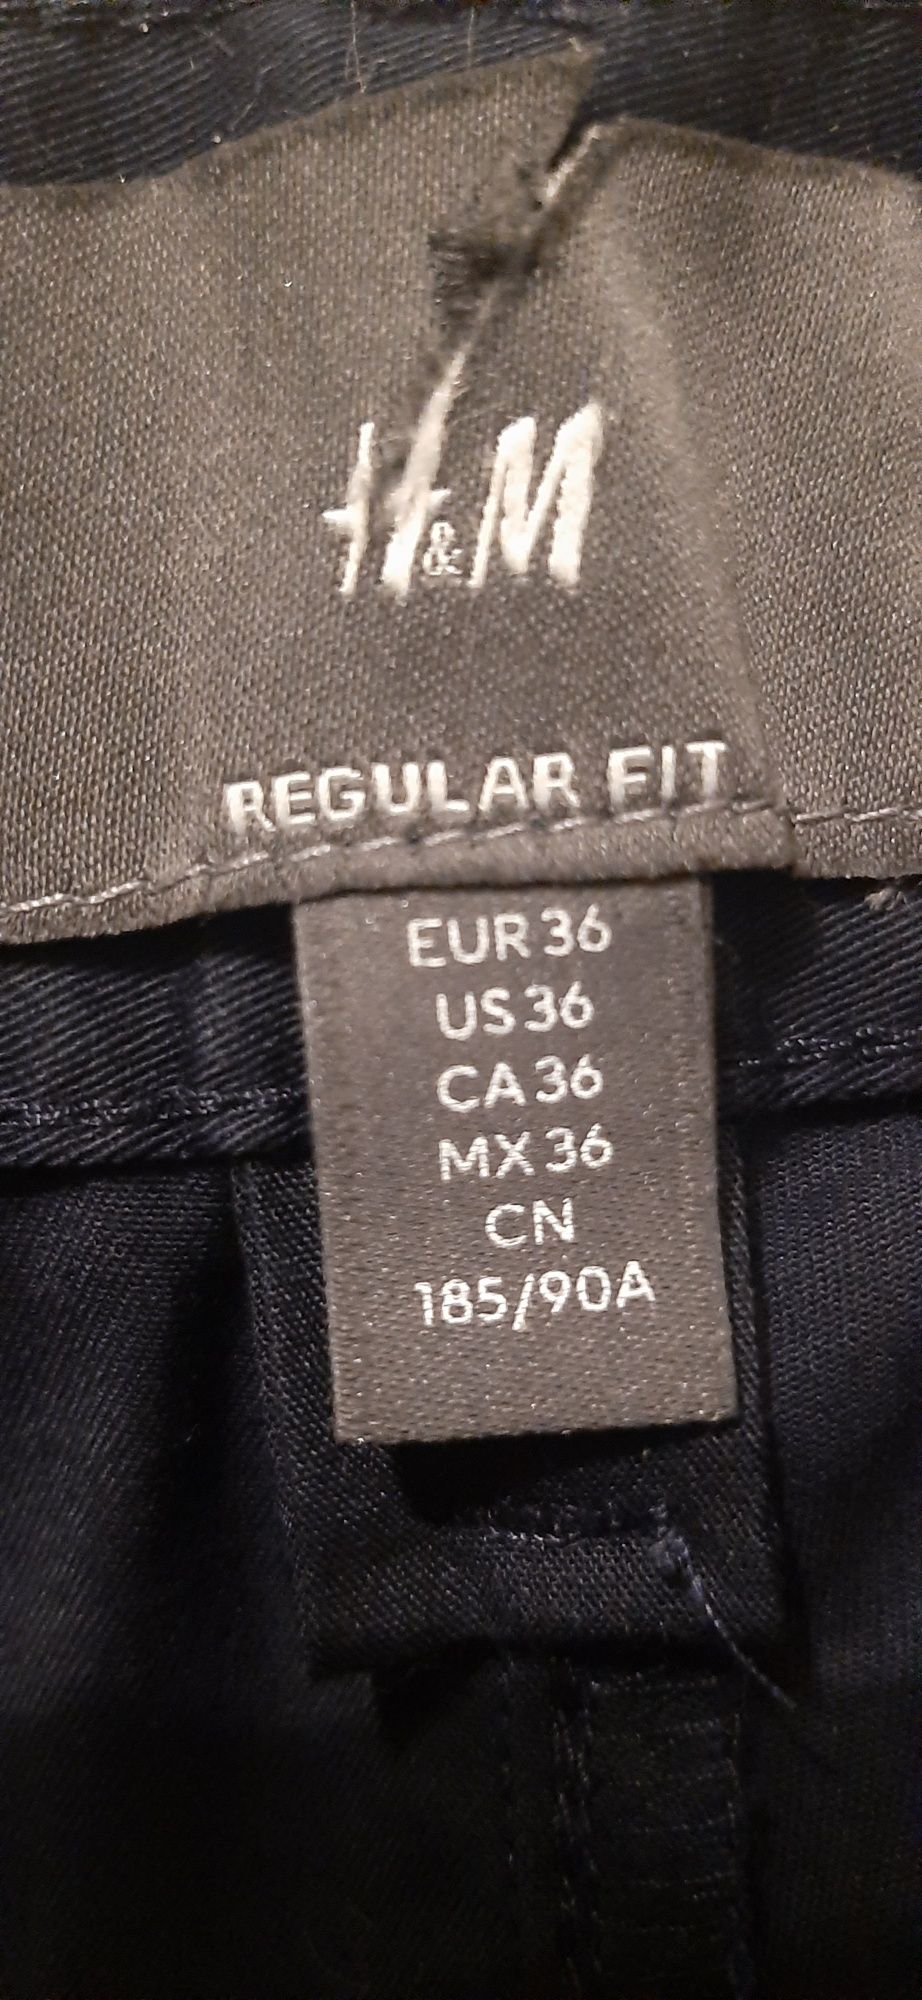 H&M
REGULAR FIT
EUR 36
US 36
CA 36
MX 36
CN
185/90A